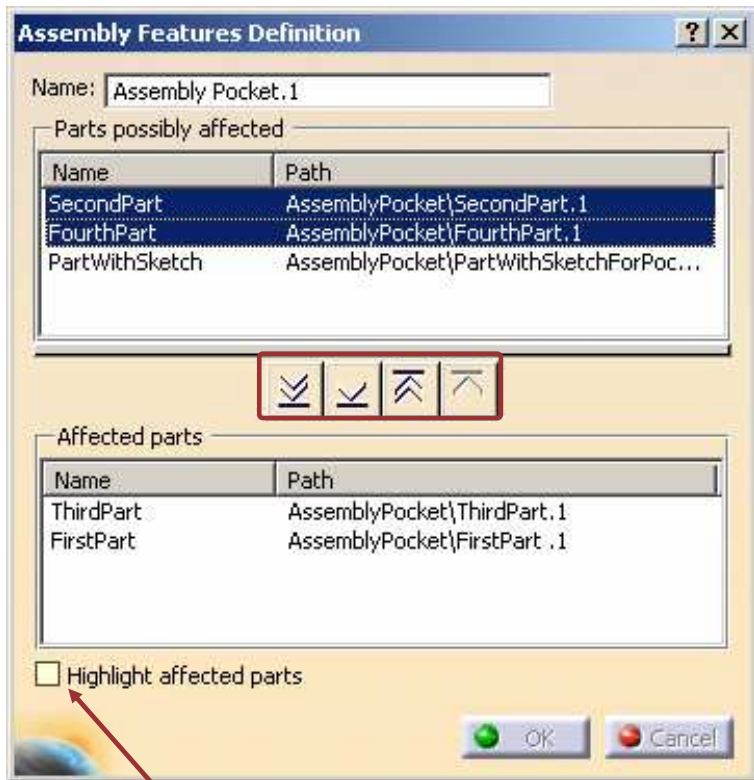 Assembly Features Definition
Name: Assembly Pocket.1
Parts possibly affected
Name Path
SecondPart AssemblyPocket\SecondPart.1
FourthPart AssemblyPocket\FourthPart.1
PartWithSketch AssemblyPocket\PartWithSketchForPoc...
Affected parts
Name Path
ThirdPart AssemblyPocket\ThirdPart.1
FirstPart AssemblyPocket\FirstPart .1
Highlight affected parts
OK Cancel